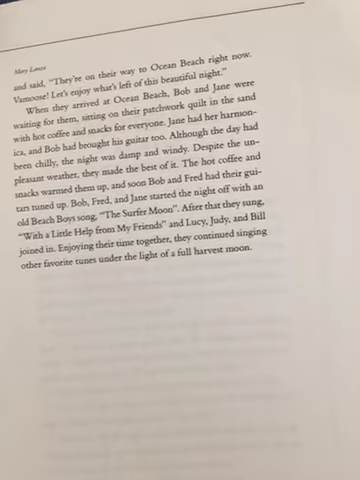 Mary Lanza
and said, "They're on their way to Ocean Beach right now.
Vamoose! Let's enjoy what's left of this beautiful night."
When they arrived at Ocean Beach, Bob and Jane were
waiting for them, sitting on their patchwork quilt in the sand
with hot coffee and snacks for everyone. Jane had her harmon-
ica, and Bob had brought his guitar too. Although the day had
been chilly, the night was damp and windy. Despite the un-
pleasant weather, they made the best of it. The hot coffee and
snacks warmed them up, and soon Bob and Fred had their gui-
tars tuned up. Bob, Fred, and Jane started the night off with an
old Beach Boys song, "The Surfer Moon". After that they sung,
"With a Little Help from My Friends" and Lucy, Judy, and Bill
joined in. Enjoying their time together, they continued singing
other favorite tunes under the light of a full harvest moon.